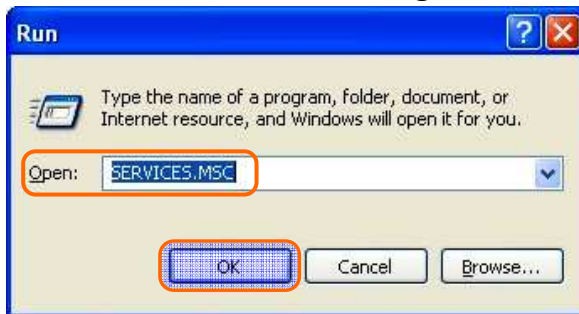 Run
Type the name of a program, folder, document, or
Internet resource, and Windows will open it for you.
Open: SERVICES.MSC
OK Cancel Browse...